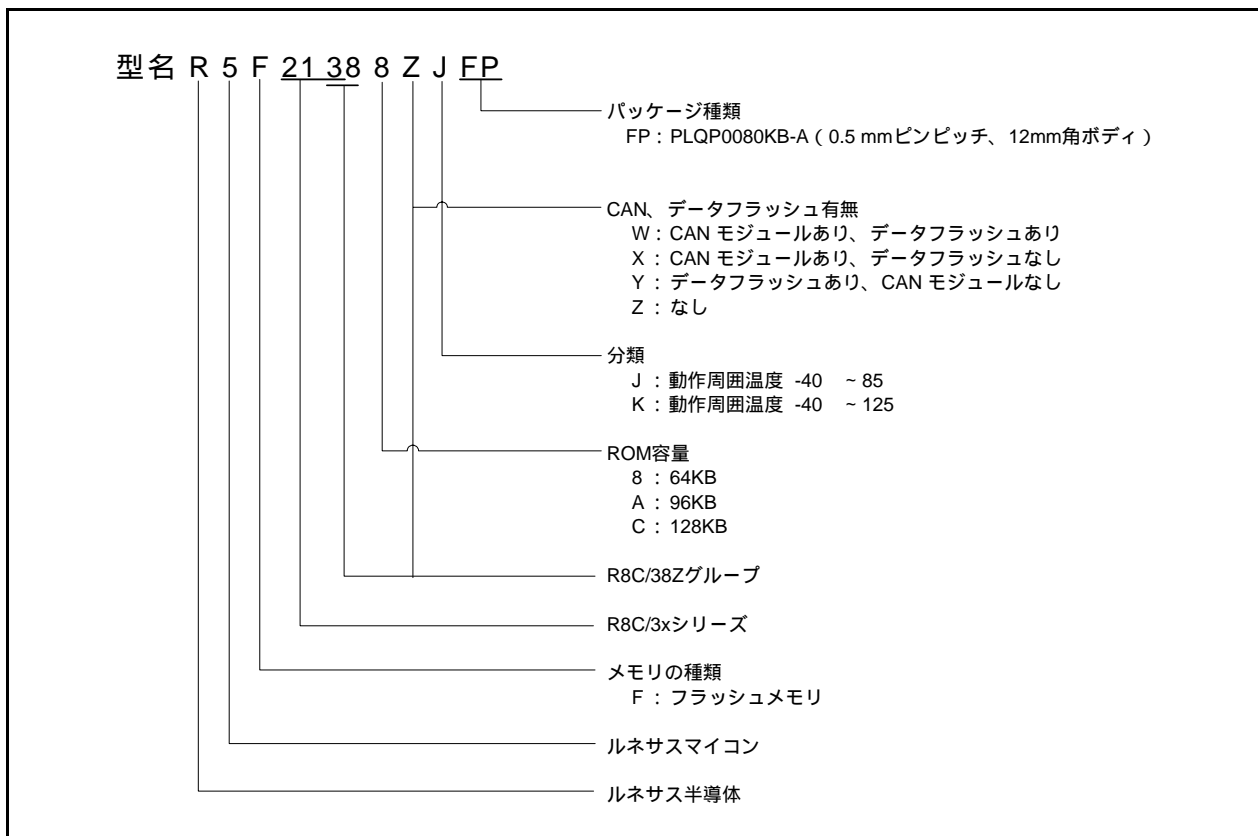 型名 R 5 F 21 38 8 Z J FP
パッケージ種類
FP : PLQP0080KB-A ( 0.5 mmピンピッチ、12mm角ボディ )
CAN、データフラッシュ有無
W : CAN モジュールあり、データフラッシュあり
X : CAN モジュールあり、データフラッシュなし
Y : データフラッシュあり、CAN モジュールなし
Z : なし
分類
J : 動作周囲温度 -40 ~ 85
K : 動作周囲温度 -40 ~ 125
ROM容量
8 : 64KB
A : 96KB
C : 128KB
R8C/38Zグループ
R8C/3xシリーズ
メモリの種類
F : フラッシュメモリ
ルネサスマイコン
ルネサス半導体